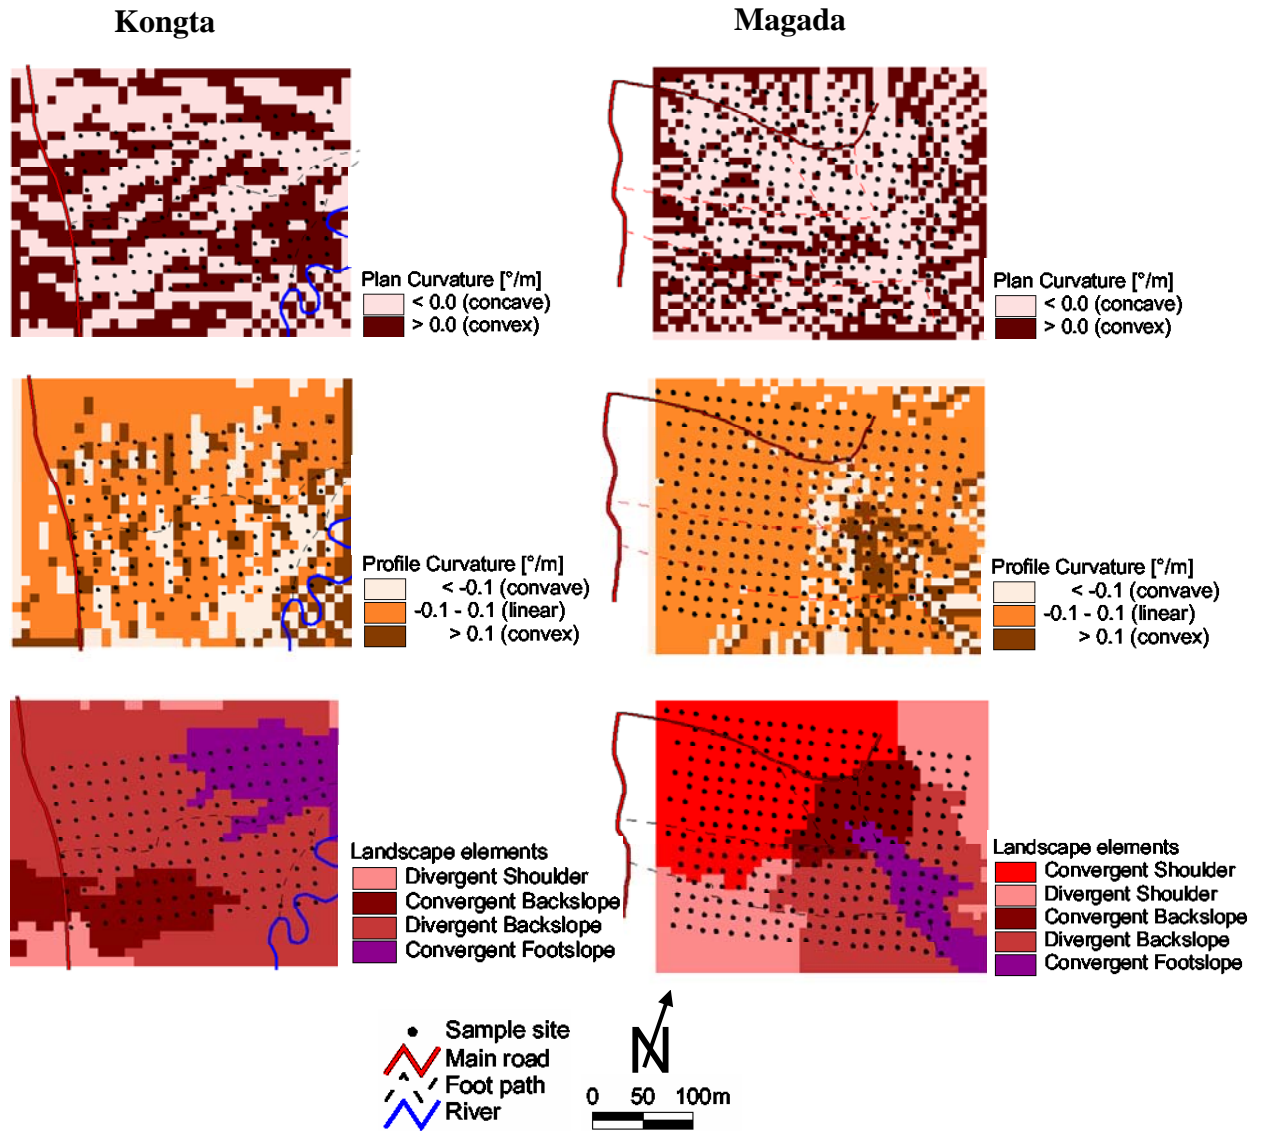 Kongta
Magada
Plan Curvature [°/m]
< 0.0 (concave)
> 0.0 (convex)
Plan Curvature [°/m]
< 0.0 (concave)
> 0.0 (convex)
Profile Curvature [°/m]
< -0.1 (convave)
-0.1 - 0.1 (linear)
> 0.1 (convex)
Profile Curvature [°/m]
< -0.1 (convave)
-0.1 - 0.1 (linear)
> 0.1 (convex)
Landscape elements
Divergent Shoulder
Convergent Backslope
Divergent Backslope
Convergent Footslope
Landscape elements
Convergent Shoulder
Divergent Shoulder
Convergent Backslope
Divergent Backslope
Convergent Footslope
Sample site
Main road
Foot path
River
N
0 50 100m